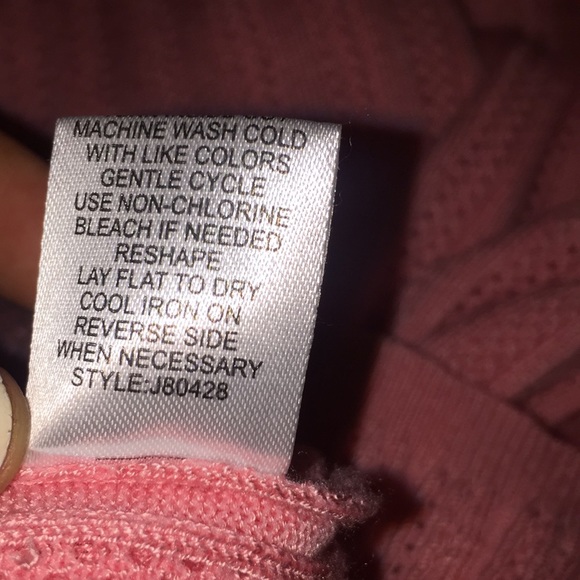 MACHINE WASH COLD
WITH LIKE COLORS
GENTLE CYCLE
USE NON-CHLORINE
BLEACH IF NEEDED
RESHAPE
LAY FLAT TO DRY
COOL IRON ON
REVERSE SIDE
WHEN NECESSARY
STYLE:J80428